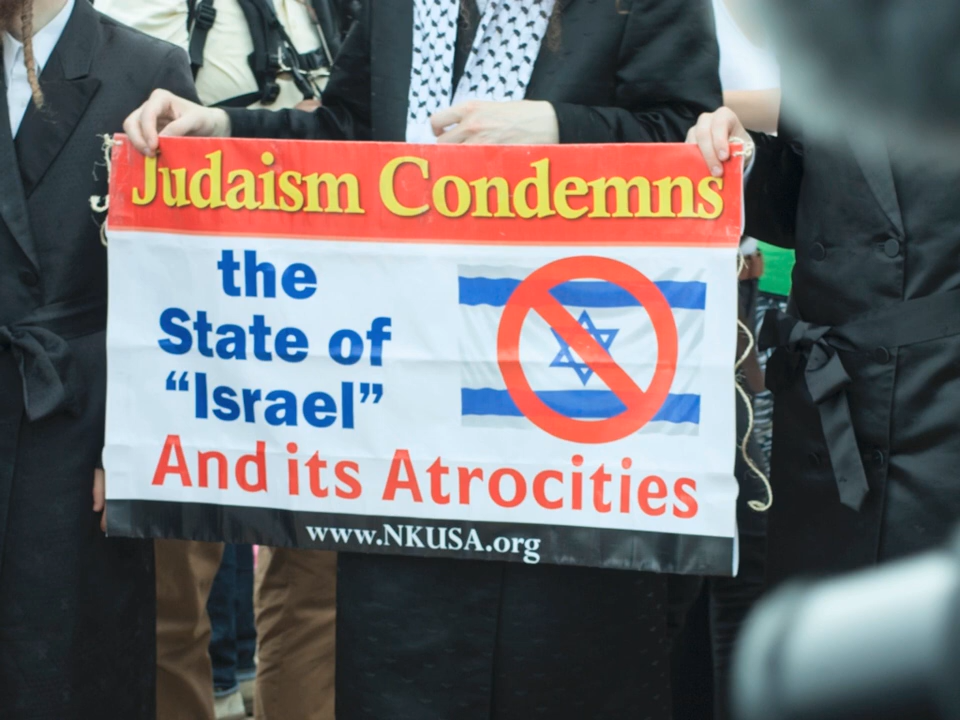 Judaism Condemns
the
State of
“Israel”
And its Atrocities
www.NKUSA.org